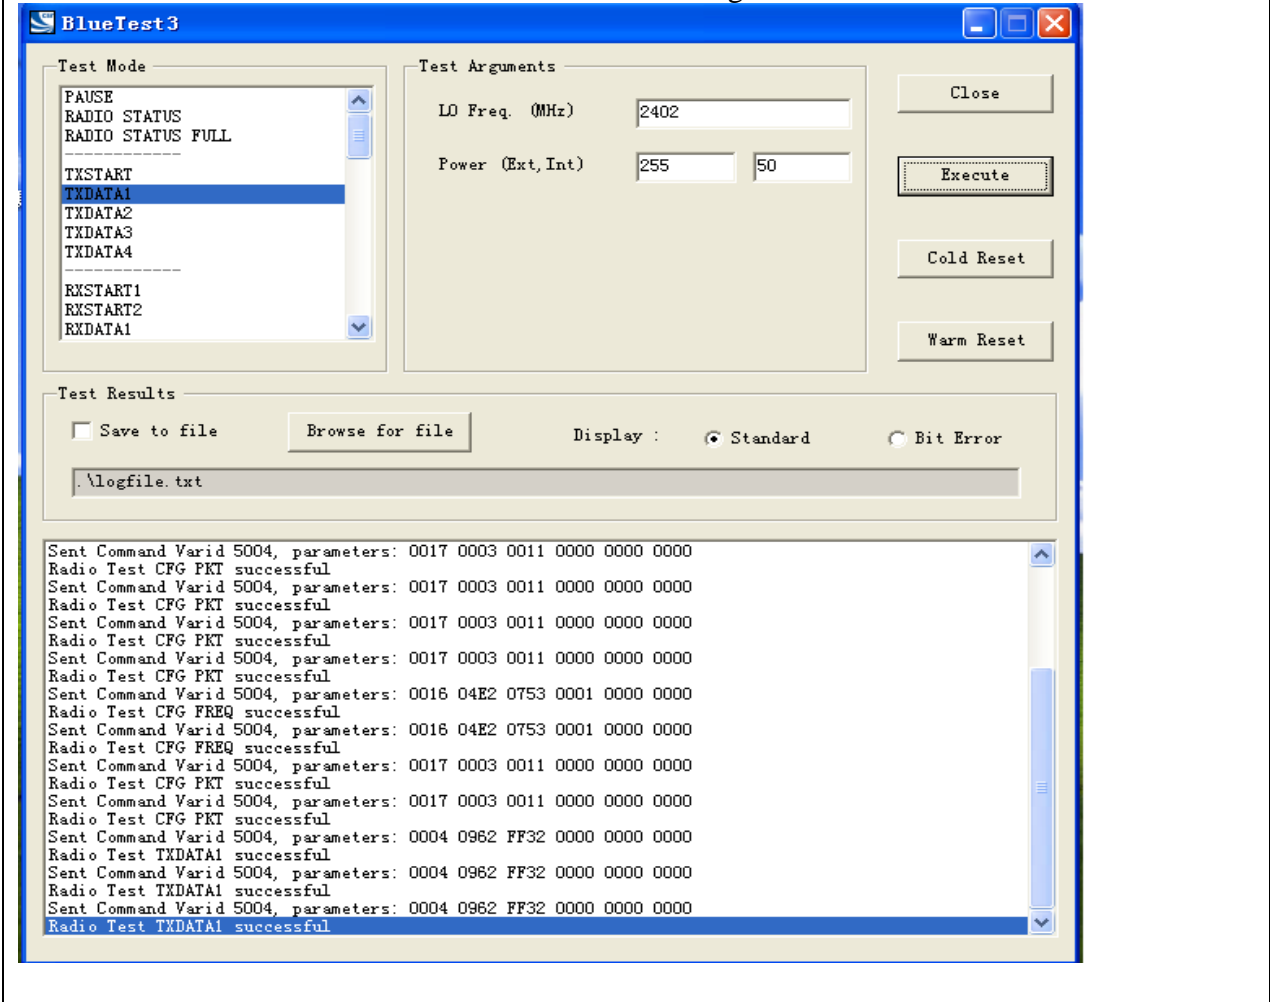 BlueTest3
Test Mode
PAUSE
RADIO STATUS
RADIO STATUS FULL
------------
TXSTART
TXDATA1
TXDATA2
TXDATA3
TXDATA4
------------
RXSTART1
RXSTART2
RXDATA1
Test Arguments
LO Freq. (MHz) 2402
Power (Ext,Int) 255 50
Close
Execute
Cold Reset
Warm Reset
Test Results
Save to file Browse for file Display : Standard Bit Error
.\logfile.txt
Sent Command Varid 5004, parameters: 0017 0003 0011 0000 0000 0000
Radio Test CFG PKT successful
Sent Command Varid 5004, parameters: 0017 0003 0011 0000 0000 0000
Radio Test CFG PKT successful
Sent Command Varid 5004, parameters: 0017 0003 0011 0000 0000 0000
Radio Test CFG PKT successful
Sent Command Varid 5004, parameters: 0017 0003 0011 0000 0000 0000
Radio Test CFG PKT successful
Sent Command Varid 5004, parameters: 0016 04E2 0753 0001 0000 0000
Radio Test CFG FREQ successful
Sent Command Varid 5004, parameters: 0016 04E2 0753 0001 0000 0000
Radio Test CFG FREQ successful
Sent Command Varid 5004, parameters: 0017 0003 0011 0000 0000 0000
Radio Test CFG PKT successful
Sent Command Varid 5004, parameters: 0017 0003 0011 0000 0000 0000
Radio Test CFG PKT successful
Sent Command Varid 5004, parameters: 0004 0962 FF32 0000 0000 0000
Radio Test TXDATA1 successful
Sent Command Varid 5004, parameters: 0004 0962 FF32 0000 0000 0000
Radio Test TXDATA1 successful
Sent Command Varid 5004, parameters: 0004 0962 FF32 0000 0000 0000
Radio Test TXDATA1 successful